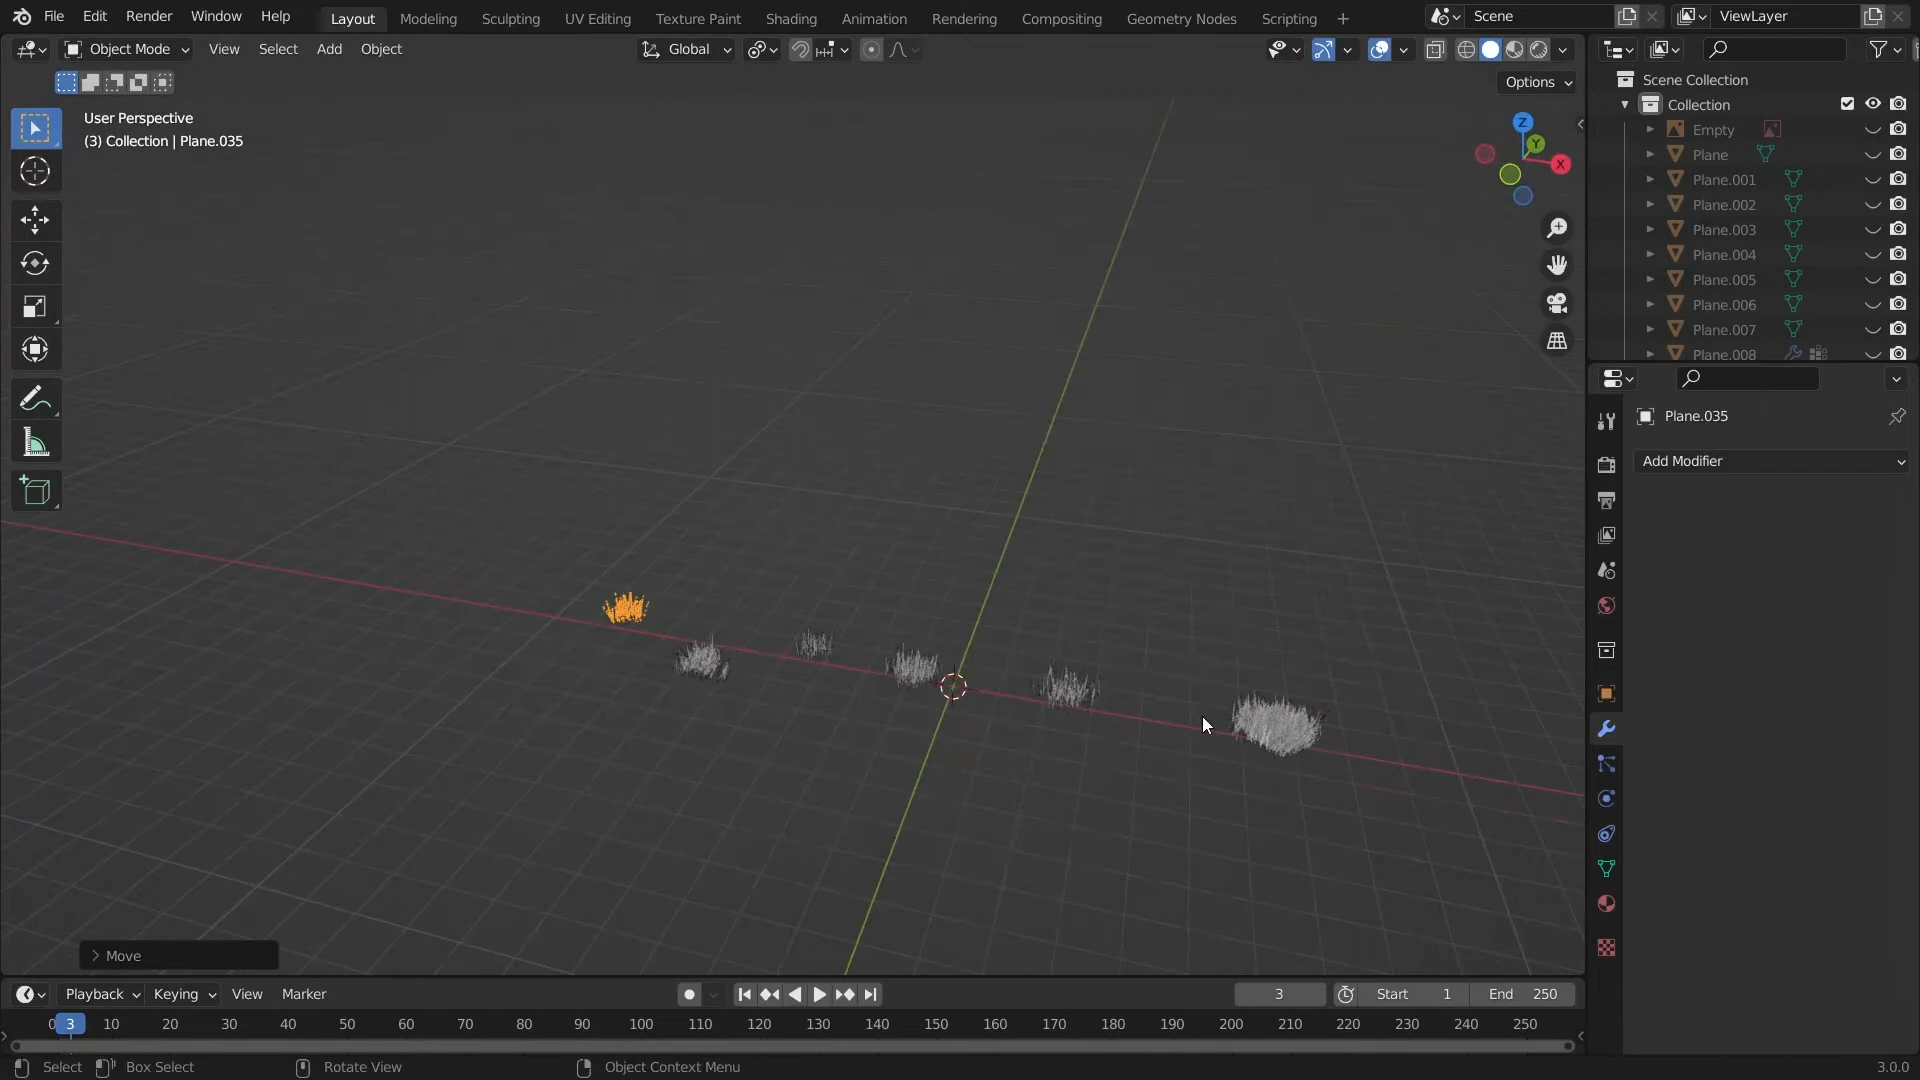 File Edit Render Window Help Layout Modeling Sculpting UV Editing Texture Paint Shading Animation Rendering Compositing Geometry Nodes Scripting + Scene ViewLayer
Object Mode View Select Add Object Global
Options
User Perspective
(3) Collection | Plane.035
Z
Y
X
Scene Collection
Collection
Empty
Plane
Plane.001
Plane.002
Plane.003
Plane.004
Plane.005
Plane.006
Plane.007
Plane.008
Plane.035
Add Modifier
Move
Playback Keying View Marker 3 Start 1 End 250
0 3 10 20 30 40 50 60 70 80 90 100 110 120 130 140 150 160 170 180 190 200 210 220 230 240 250
Select Box Select Rotate View Object Context Menu 3.0.0